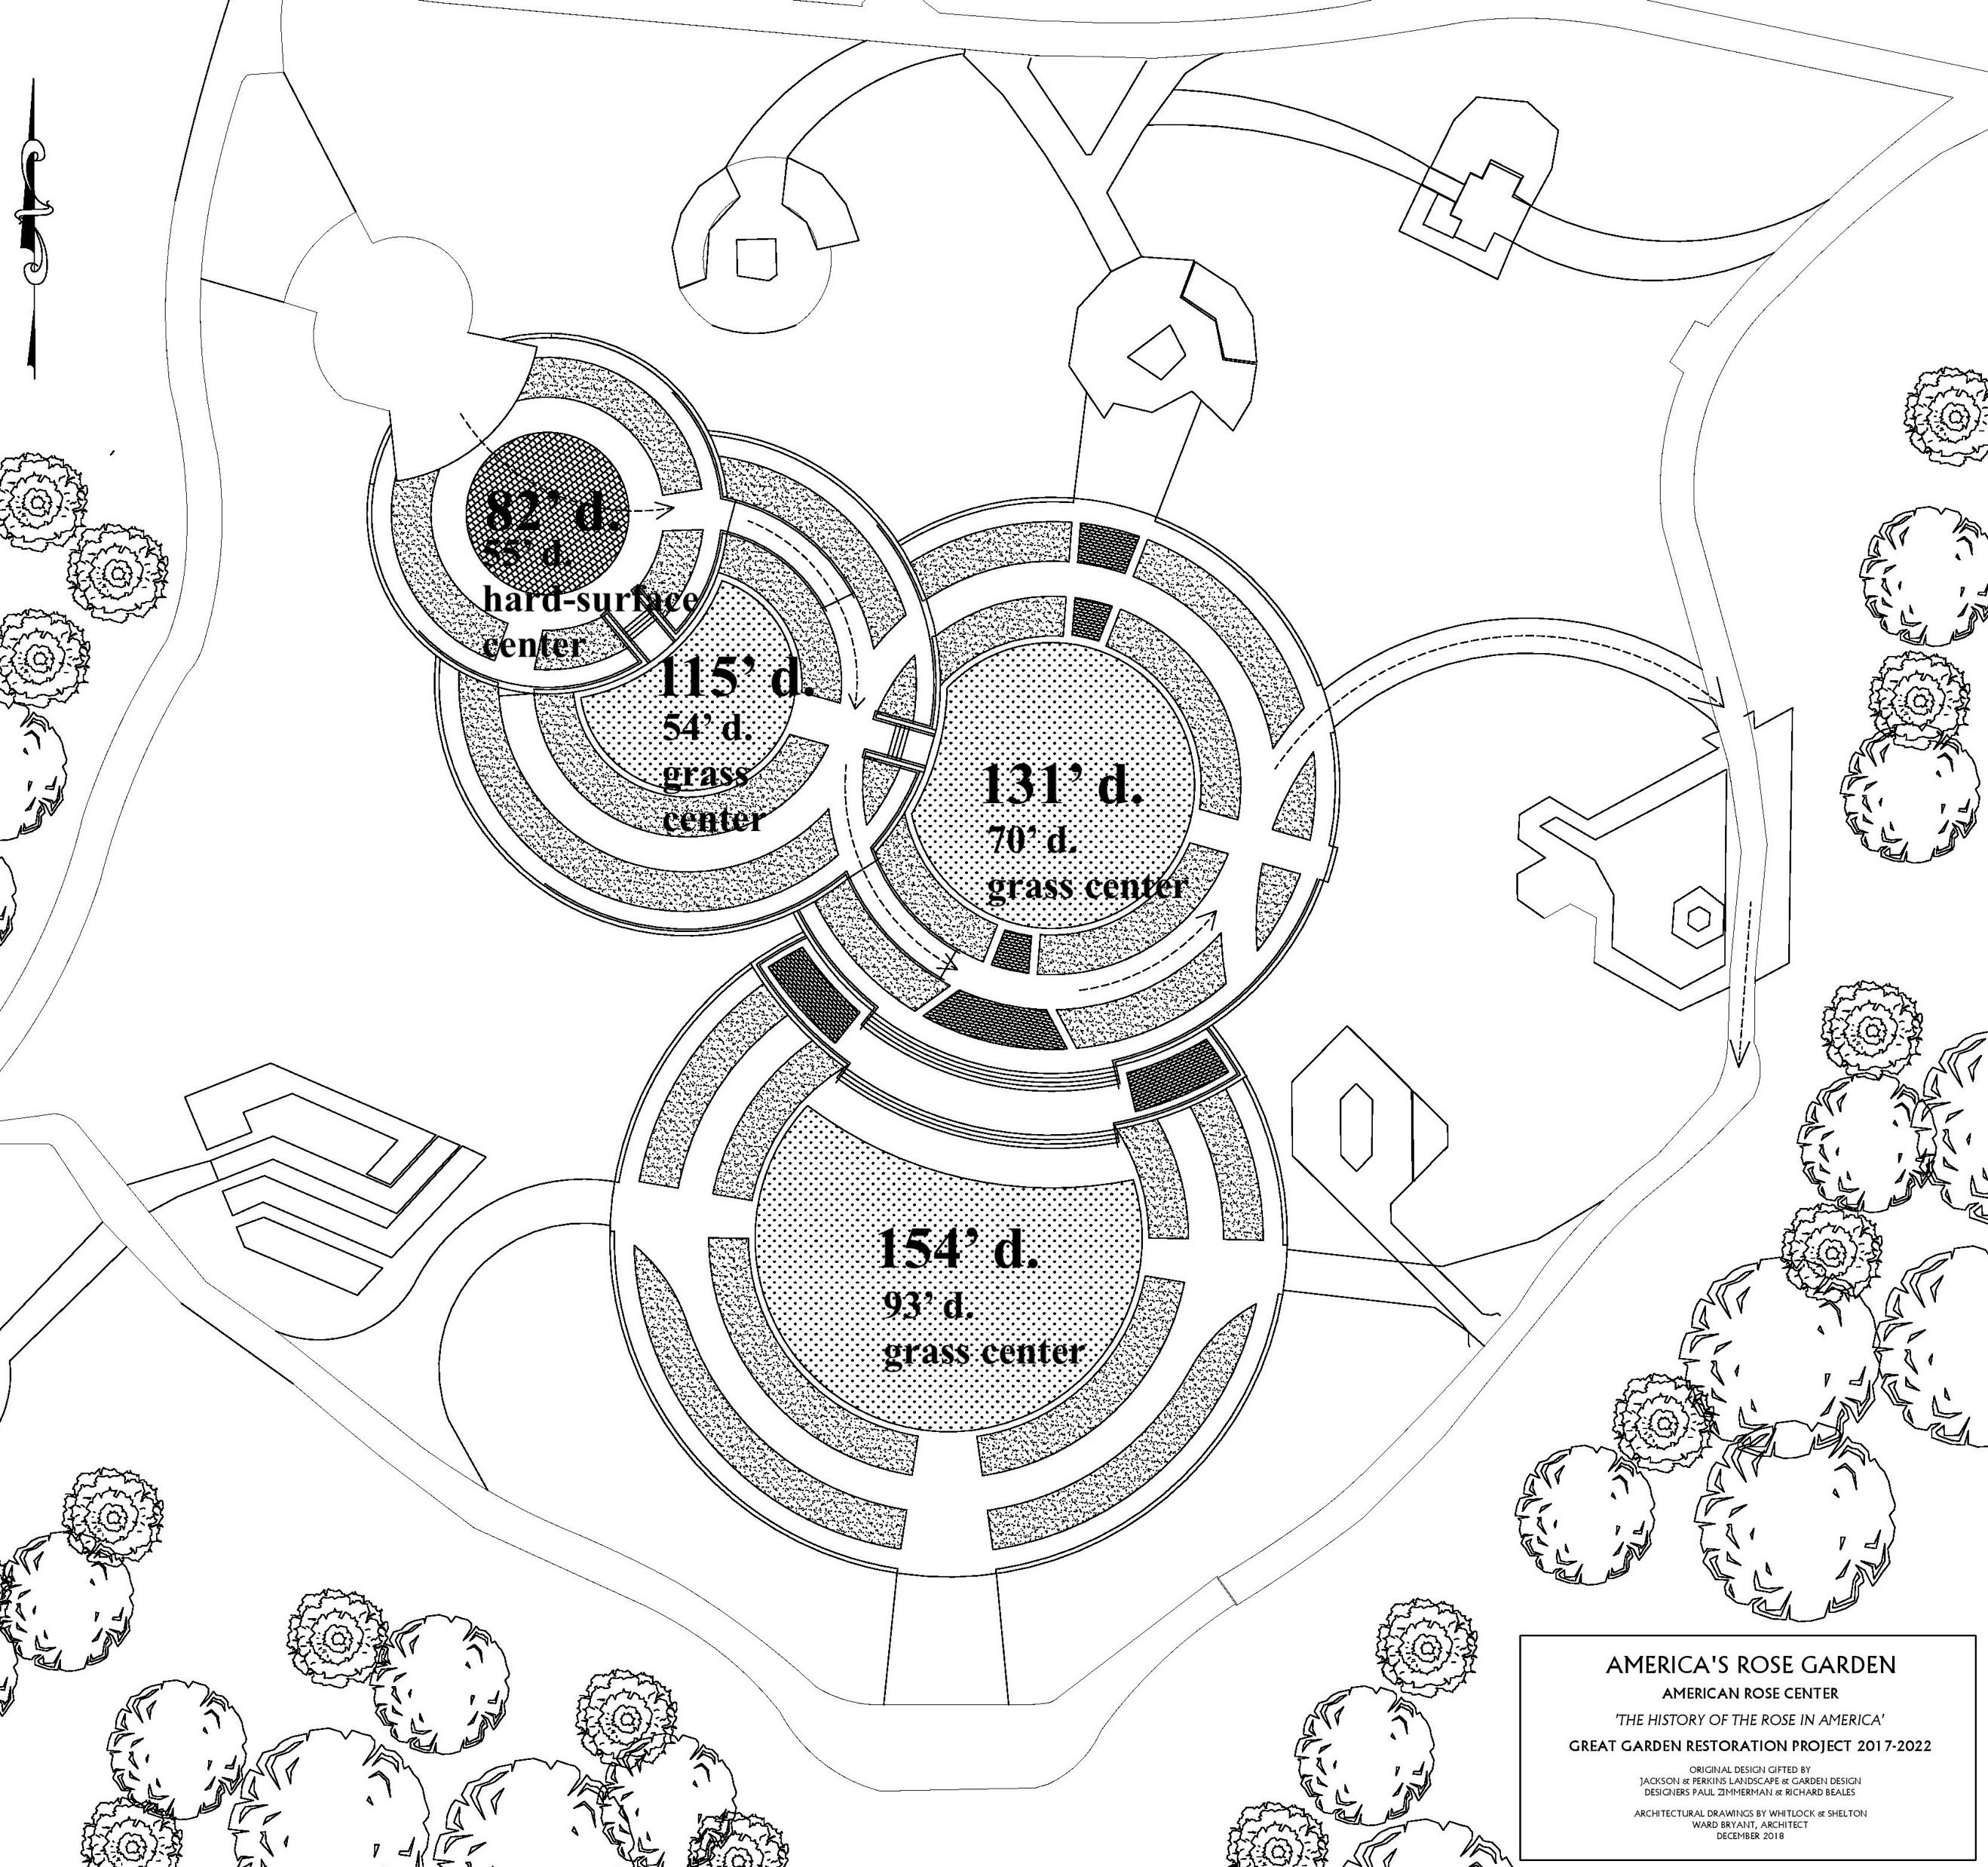 82’ d.
55’ d.
hard-surface
center
115’ d.
54’ d.
grass
center
131’ d.
70’ d.
grass center
154’ d.
93’ d.
grass center
AMERICA'S ROSE GARDEN
AMERICAN ROSE CENTER
'THE HISTORY OF THE ROSE IN AMERICA'
GREAT GARDEN RESTORATION PROJECT 2017-2022
ORIGINAL DESIGN GIFTED BY
JACKSON & PERKINS LANDSCAPE & GARDEN DESIGN
DESIGNERS PAUL ZIMMERMAN & RICHARD BEALES
ARCHITECTURAL DRAWINGS BY WHITLOCK & SHELTON
WARD BRYANT, ARCHITECT
DECEMBER 2018